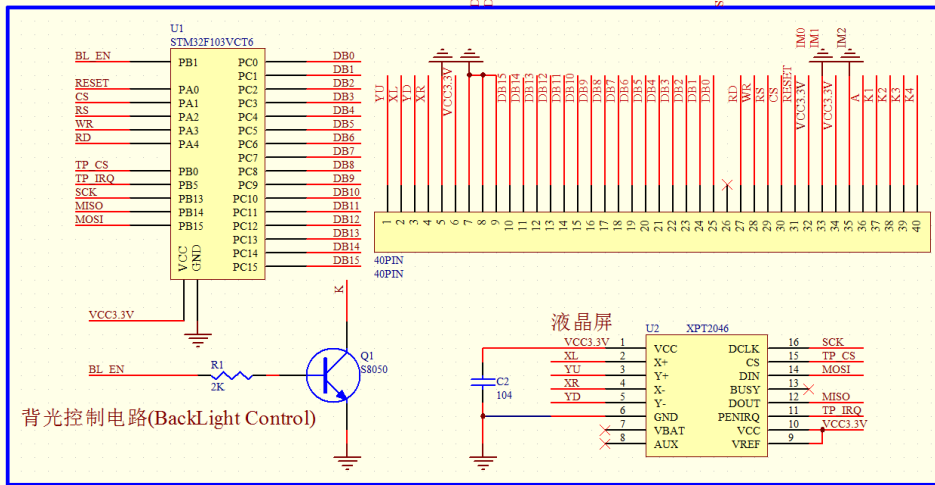 U1
STM32F103VCT6
BL_EN
RESET
CS
RS
WR
RD
TP_CS
TP_IRQ
SCK
MISO
MOSI
PB1
PA0
PA1
PA2
PA3
PA4
PB0
PB5
PB13
PB14
PB15
VCC
GND
PC0
PC1
PC2
PC3
PC4
PC5
PC6
PC7
PC8
PC9
PC10
PC11
PC12
PC13
PC14
PC15
DB0
DB1
DB2
DB3
DB4
DB5
DB6
DB7
DB8
DB9
DB10
DB11
DB12
DB13
DB14
DB15
VCC3.3V
YU
XL
YD
XR
VCC3.3V
DB15
DB14
DB13
DB12
DB11
DB10
DB9
DB8
DB7
DB6
DB5
DB4
DB3
DB2
DB1
DB0
RD
WR
RS
CS
RESET
VCC3.3V
IM0
IM1
VCC3.3V
IM2
A
K1
K2
K3
K4
1 2 3 4 5 6 7 8 9 10 11 12 13 14 15 16 17 18 19 20 21 22 23 24 25 26 27 28 29 30 31 32 33 34 35 36 37 38 39 40
40PIN
40PIN
K
Q1
S8050
BL_EN
R1
2K
背光控制电路(BackLight Control)
液晶屏
U2 XPT2046
VCC3.3V 1 VCC
XL 2 X+
YU 3 Y+
XR 4 X-
YD 5 Y-
6 GND
7 VBAT
8 AUX
DCLK 16 SCK
CS 15 TP_CS
DIN 14 MOSI
BUSY 13
DOUT 12 MISO
PENIRQ 11 TP_IRQ
VCC 10 VCC3.3V
VREF 9
C2
104